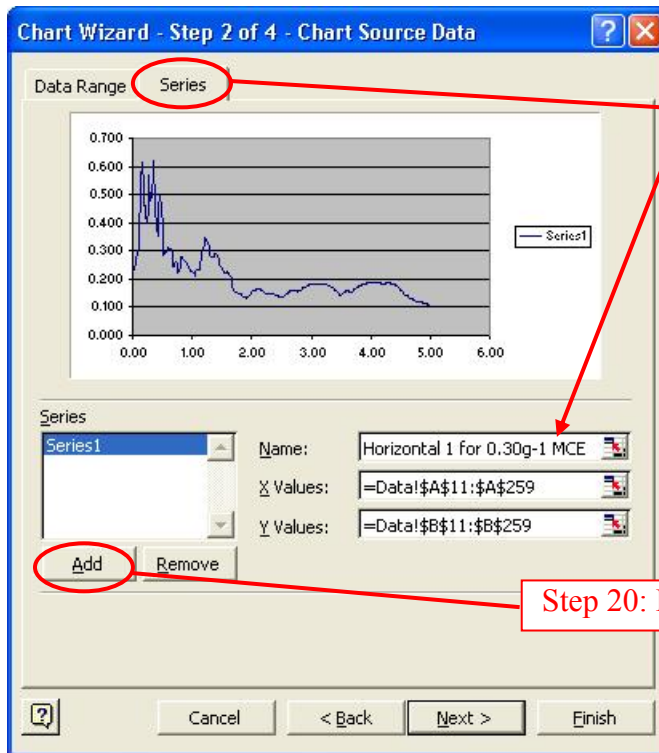 Chart Wizard - Step 2 of 4 - Chart Source Data
Data Range Series
0.700
0.600
0.500
0.400
0.300
0.200
0.100
0.000
0.00 1.00 2.00 3.00 4.00 5.00 6.00
Series1
Series
Series1
Name: Horizontal 1 for 0.30g-1 MCE
X Values: =Data!$A$11:$A$259
Y Values: =Data!$B$11:$B$259
Add Remove
Step 20:
Cancel < Back Next > Finish